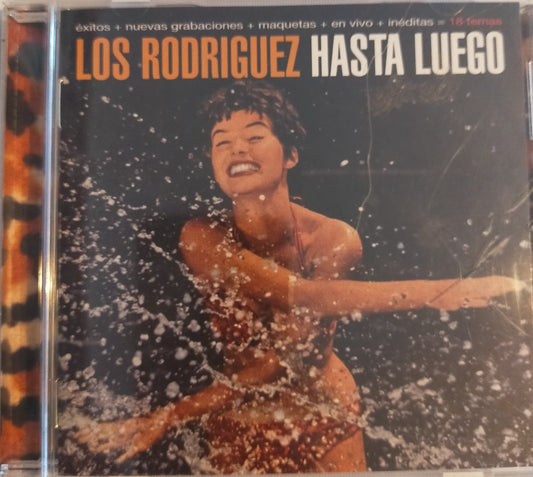 éxitos + nuevas grabaciones + maquetas + en vivo + inéditas = 18 temas
LOS RODRIGUEZ HASTA LUEGO